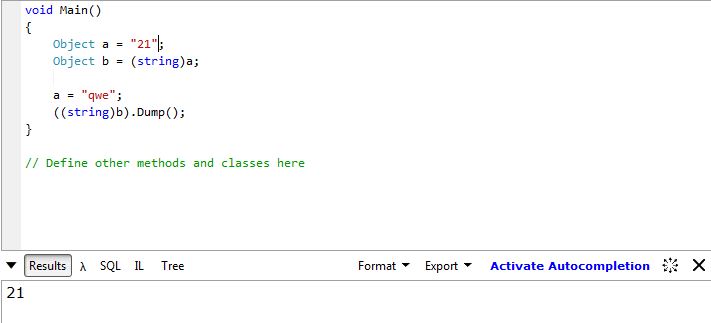 void Main()
{
    Object a = "21";
    Object b = (string)a;

    a = "qwe";
    ((string)b).Dump();
}

// Define other methods and classes here
Results λ SQL IL Tree Format Export Activate Autocompletion
21